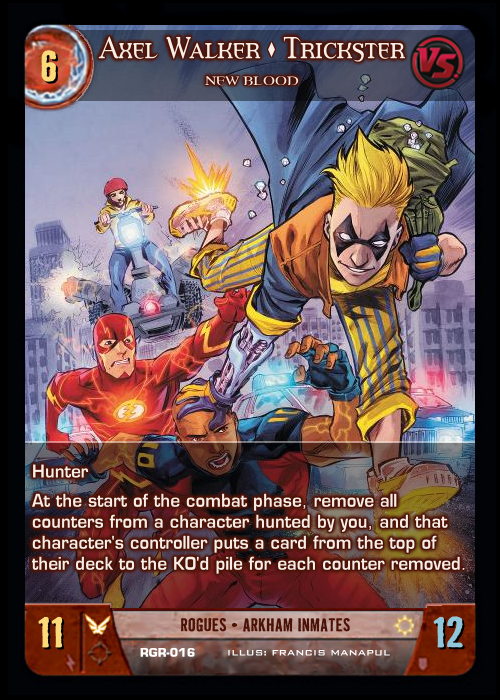 6
AXEL WALKER ♦ TRICKSTER
VS
NEW BLOOD
Hunter
At the start of the combat phase, remove all
counters from a character hunted by you, and that
character's controller puts a card from the top of
their deck to the KO'd pile for each counter removed.
11
ROGUES • ARKHAM INMATES
12
RGR-016 ILLUS: FRANCIS MANAPUL